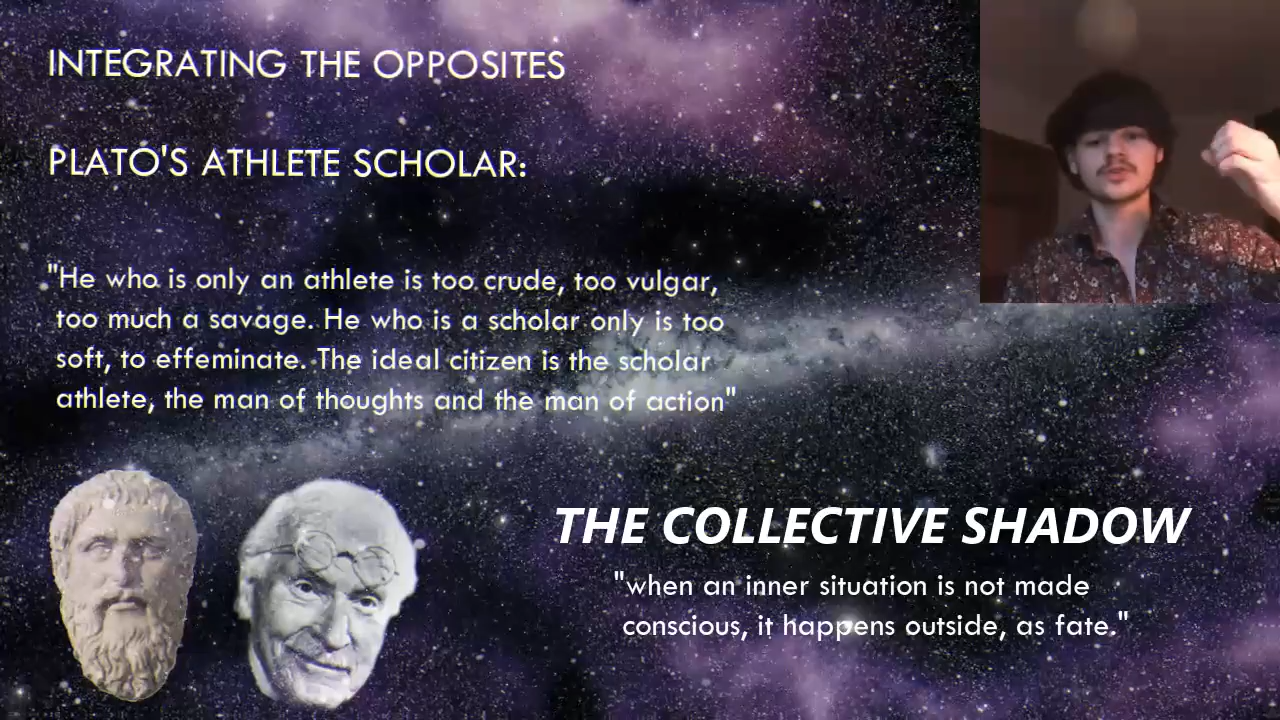 INTEGRATING THE OPPOSITES
PLATO'S ATHLETE SCHOLAR:
"He who is only an athlete is too crude, too vulgar,
too much a savage. He who is a scholar only is too
soft, to effeminate. The ideal citizen is the scholar
athlete, the man of thoughts and the man of action"
THE COLLECTIVE SHADOW
"when an inner situation is not made
conscious, it happens outside, as fate."